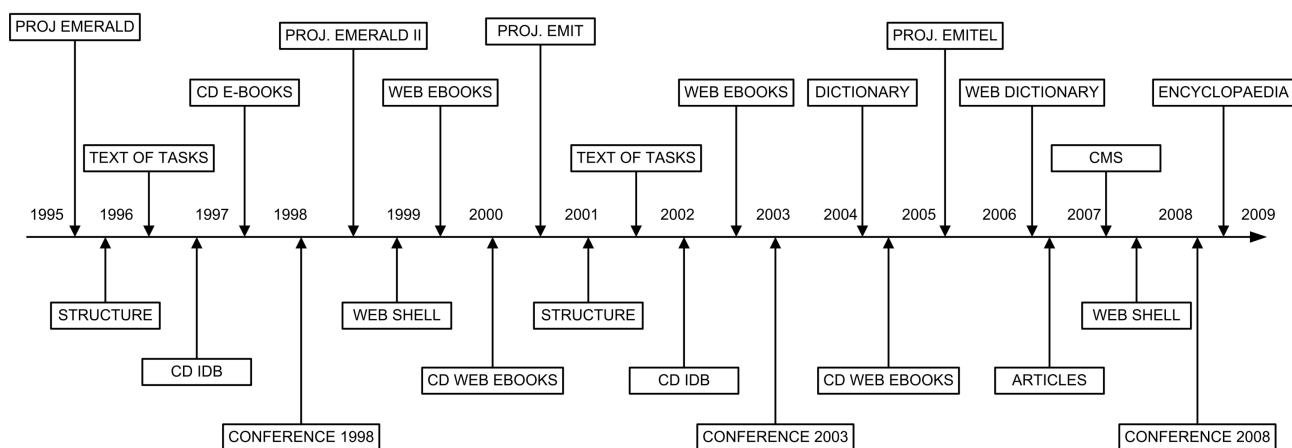 PROJ EMERALD
PROJ. EMERALD II
PROJ. EMIT
PROJ. EMITEL
CD E-BOOKS
WEB EBOOKS
WEB EBOOKS
DICTIONARY
WEB DICTIONARY
ENCYCLOPAEDIA
TEXT OF TASKS
TEXT OF TASKS
CMS
1995 1996 1997 1998 1999 2000 2001 2002 2003 2004 2005 2006 2007 2008 2009
STRUCTURE
WEB SHELL
STRUCTURE
WEB SHELL
CD IDB
CD WEB EBOOKS
CD IDB
CD WEB EBOOKS
ARTICLES
CONFERENCE 1998
CONFERENCE 2003
CONFERENCE 2008